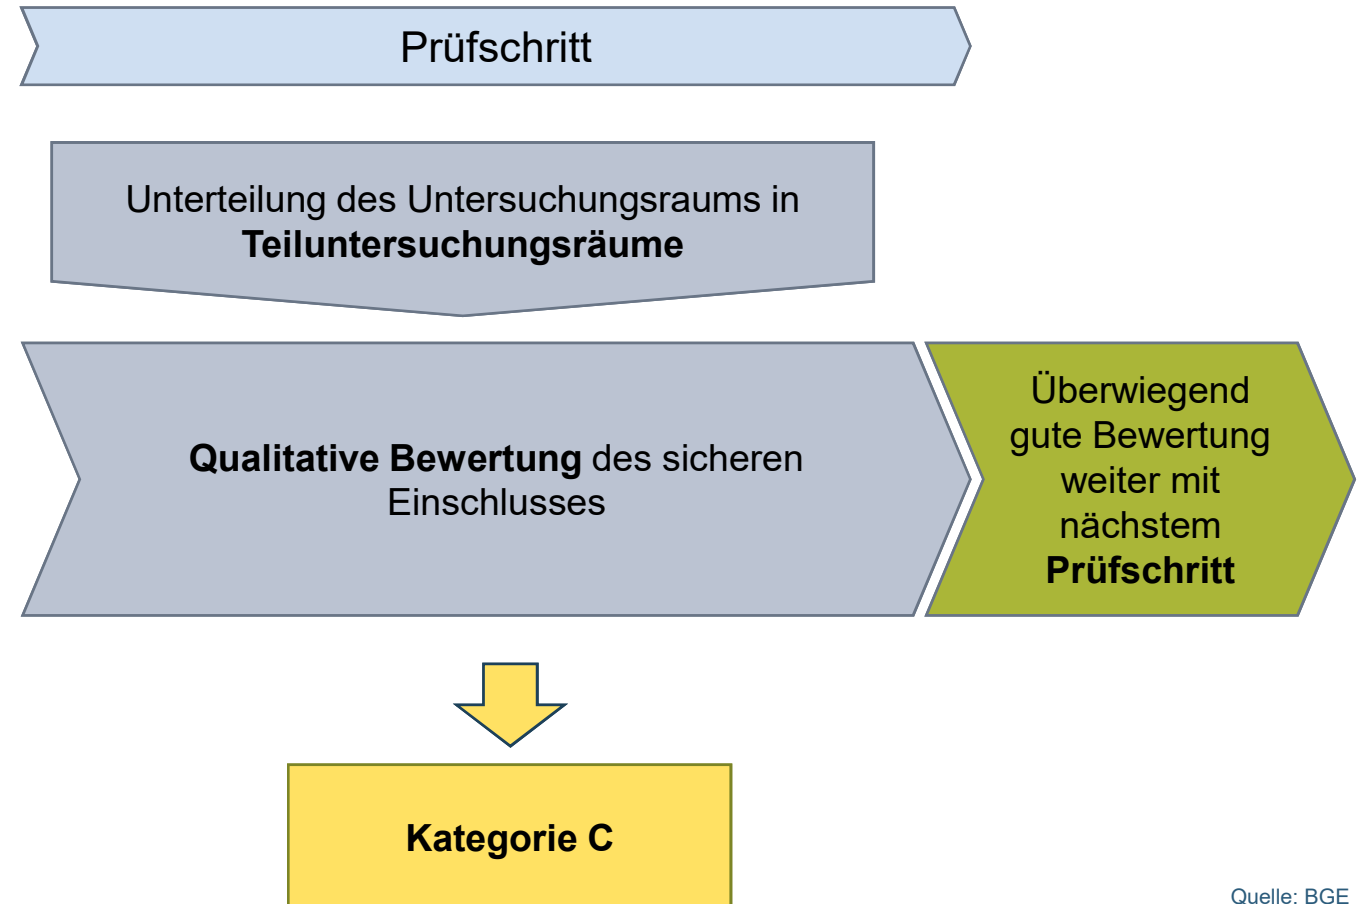 Prüfschritt
Unterteilung des Untersuchungsraums in
Teiluntersuchungsräume
Qualitative Bewertung des sicheren
Einschlusses
Überwiegend
gute Bewertung
weiter mit
nächstem
Prüfschritt
Kategorie C
Quelle: BGE